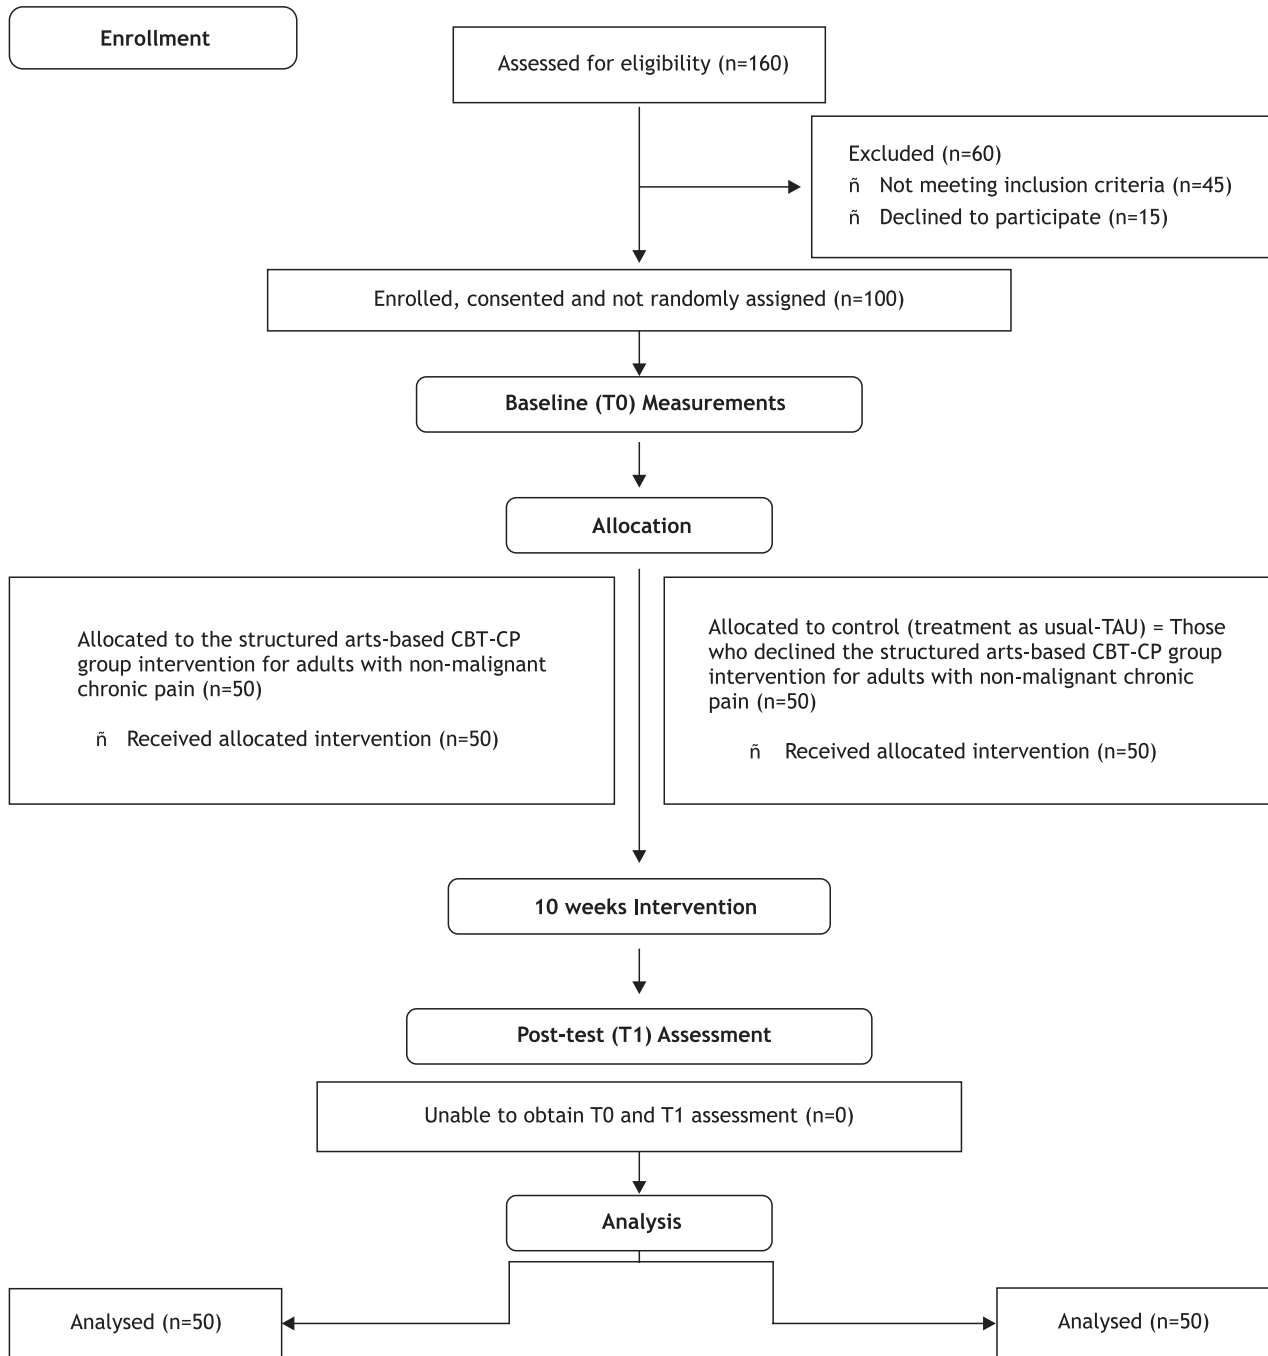 Enrollment
Assessed for eligibility (n=160)
Excluded (n=60)
ñ Not meeting inclusion criteria (n=45)
ñ Declined to participate (n=15)
Enrolled, consented and not randomly assigned (n=100)
Baseline (T0) Measurements
Allocation
Allocated to the structured arts-based CBT-CP
group intervention for adults with non-malignant
chronic pain (n=50)
ñ Received allocated intervention (n=50)
Allocated to control (treatment as usual-TAU) = Those
who declined the structured arts-based CBT-CP group
intervention for adults with non-malignant chronic
pain (n=50)
ñ Received allocated intervention (n=50)
10 weeks Intervention
Post-test (T1) Assessment
Unable to obtain T0 and T1 assessment (n=0)
Analysis
Analysed (n=50)
Analysed (n=50)